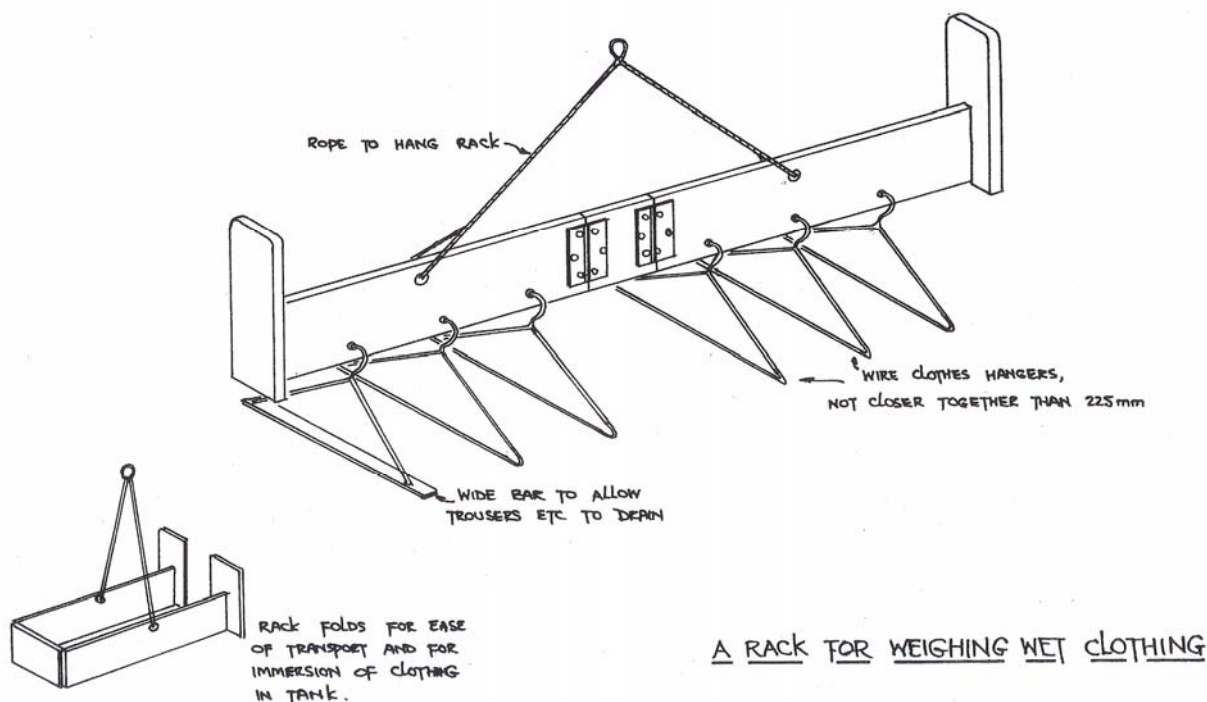 ROPE TO HANG RACK
WIRE CLOTHES HANGERS,
NOT CLOSER TOGETHER THAN 225mm
WIDE BAR TO ALLOW
TROUSERS ETC TO DRAIN
RACK FOLDS FOR EASE
OF TRANSPORT AND FOR
IMMERSION OF CLOTHING
IN TANK.
A RACK FOR WEIGHING WET CLOTHING